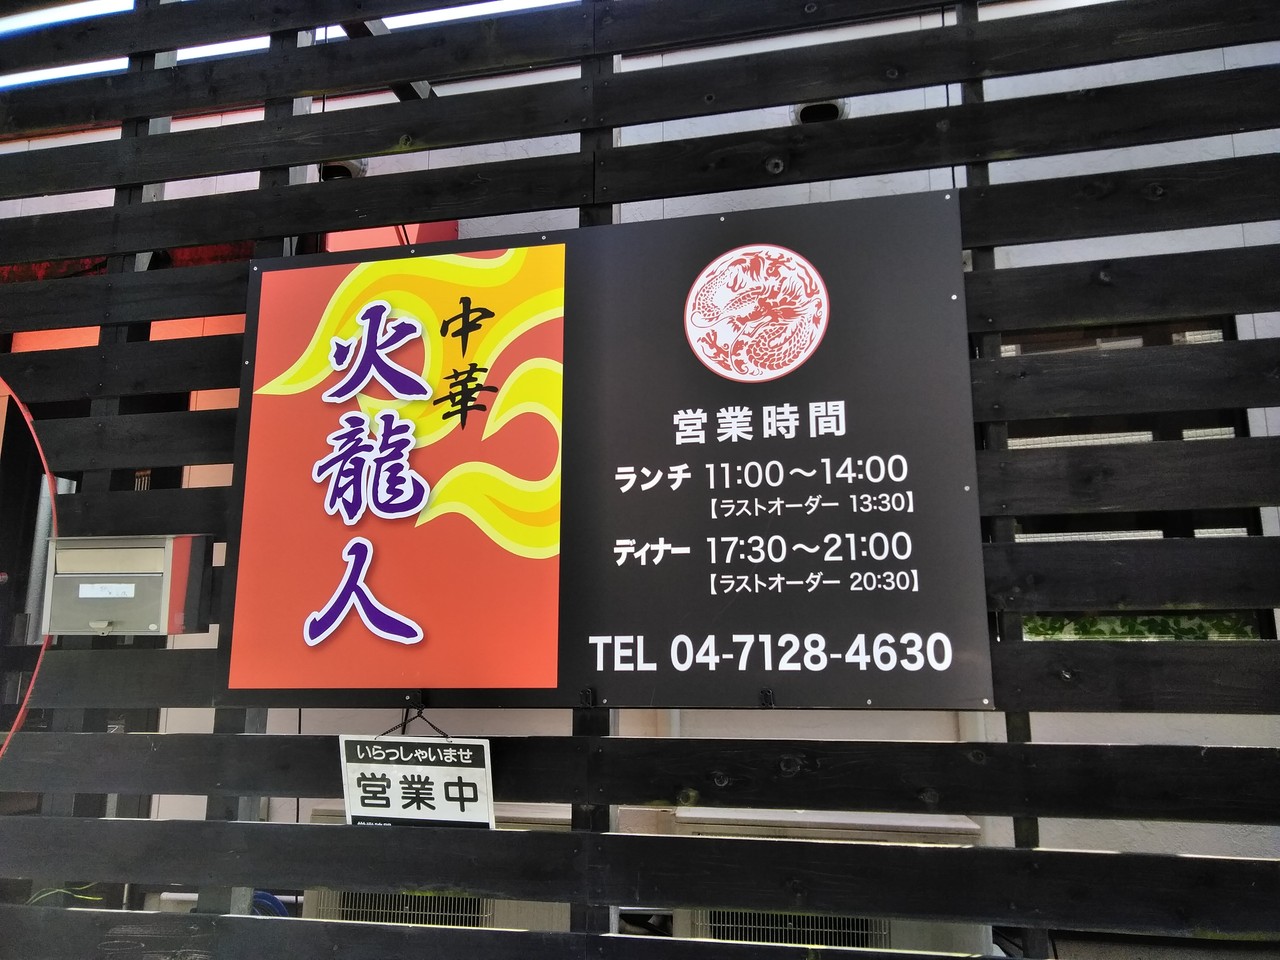 中華
火龍人
営業時間
ランチ 11:00～14:00
【ラストオーダー 13:30】
ディナー 17:30～21:00
【ラストオーダー 20:30】
TEL 04-7128-4630
いらっしゃいませ
営業中